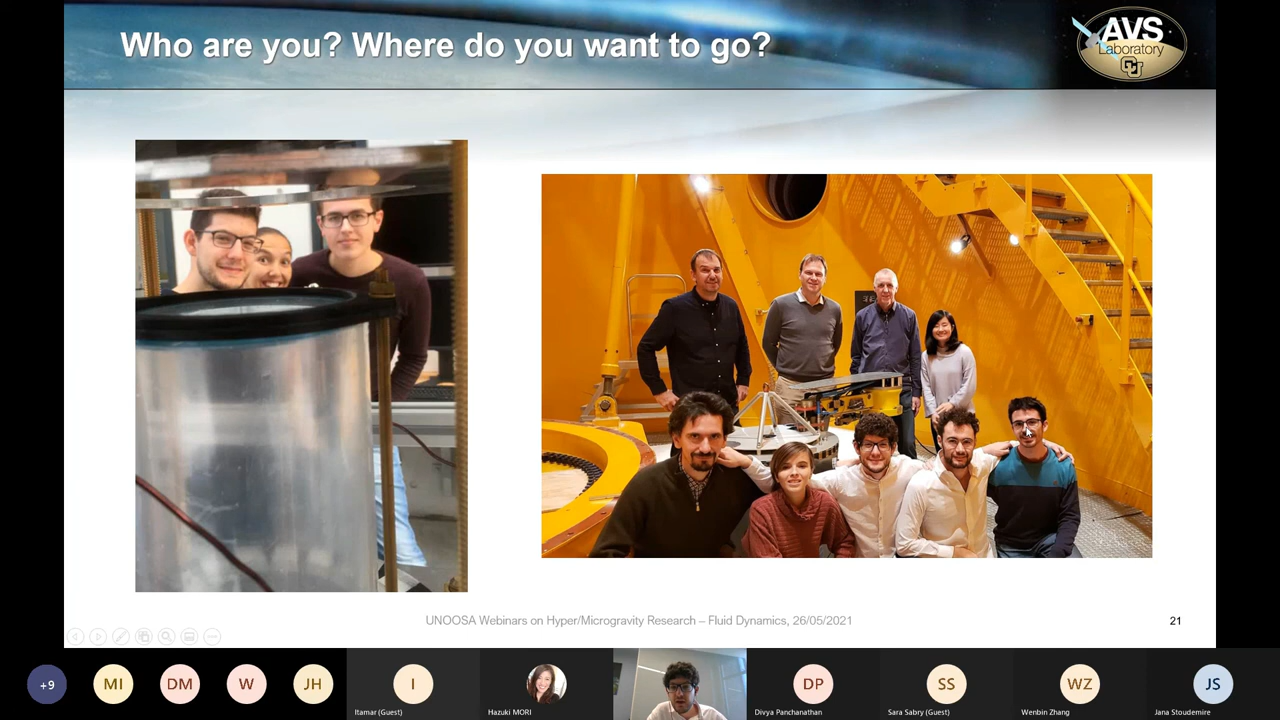 Who are you? Where do you want to go?
AVS
Laboratory
CU
UNOOSA Webinars on Hyper/Microgravity Research – Fluid Dynamics, 26/05/2021
21
+9
MI
DM
W
JH
I
DP
SS
WZ
JS
Itamar (Guest)
Hazuki MORI
Divya Panchanathan
Sara Sabry (Guest)
Wenbin Zhang
Jana Stoudemire